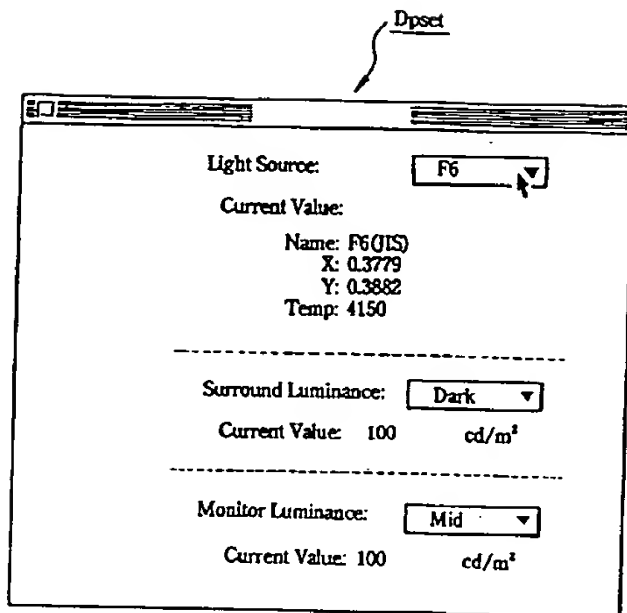 Dpset
Light Source: F6
Current Value:
Name: F6(JIS)
X: 0.3779
Y: 0.3882
Temp: 4150
Surround Luminance: Dark
Current Value: 100 cd/m²
Monitor Luminance: Mid
Current Value: 100 cd/m²